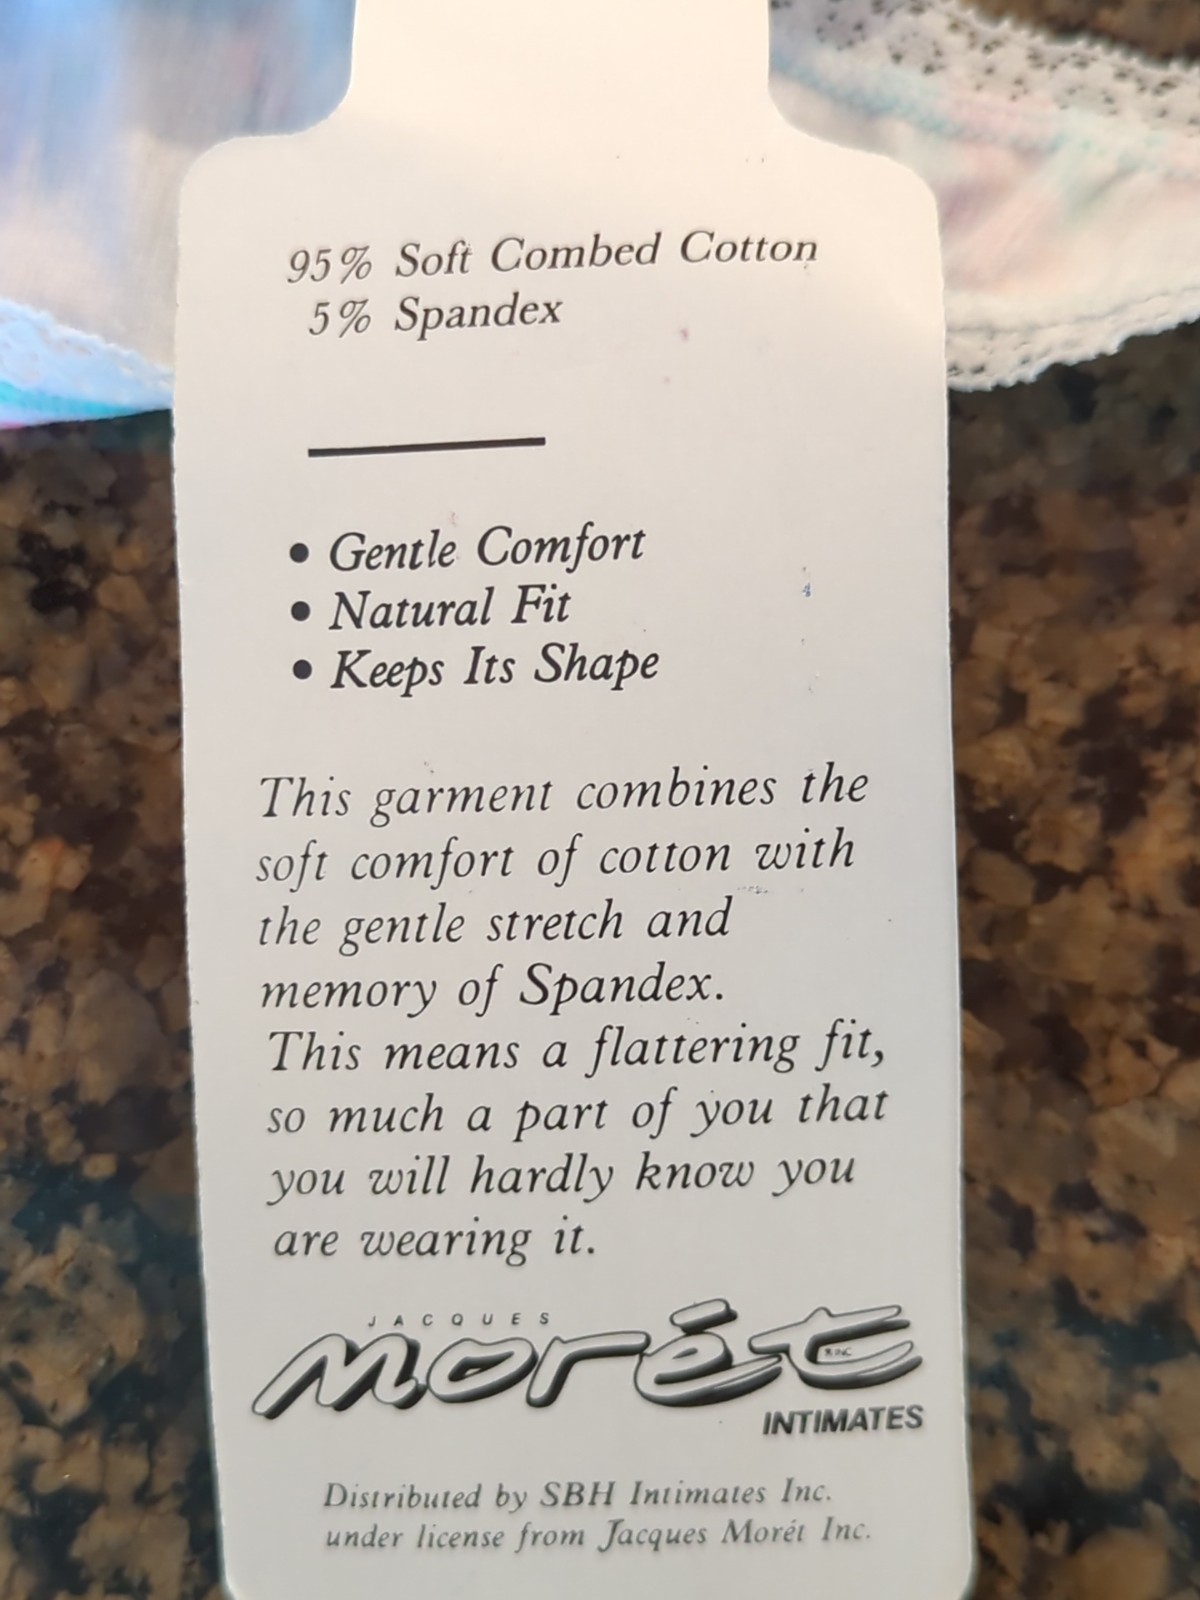 95% Soft Combed Cotton
5% Spandex
• Gentle Comfort
• Natural Fit
• Keeps Its Shape
This garment combines the
soft comfort of cotton with
the gentle stretch and
memory of Spandex.
This means a flattering fit,
so much a part of you that
you will hardly know you
are wearing it.
JACQUES
morét
INTIMATES
Distributed by SBH Intimates Inc.
under license from Jacques Morét Inc.